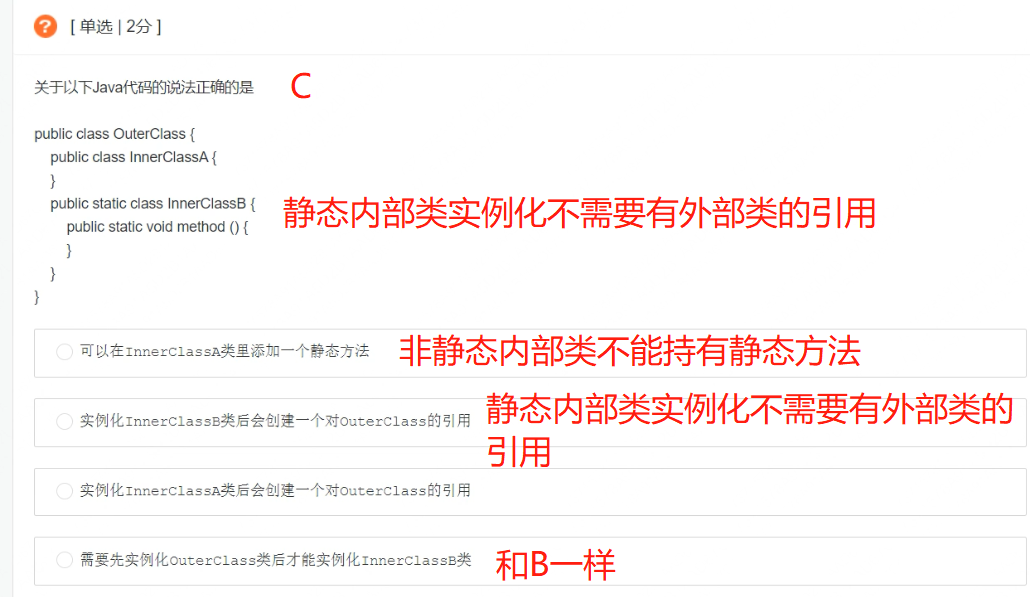 [ 单选 | 2分 ]
关于以下Java代码的说法正确的是 C
public class OuterClass {
public class InnerClassA {
}
public static class InnerClassB {
静态内部类实例化不需要有外部类的引用
public static void method () {
}
}
}
可以在InnerClassA类里添加一个静态方法 非静态内部类不能持有静态方法
实例化InnerClassB类后会创建一个对OuterClass的引用 静态内部类实例化不需要有外部类的
引用
实例化InnerClassA类后会创建一个对OuterClass的引用
需要先实例化OuterClass类后才能实例化InnerClassB类 和B一样